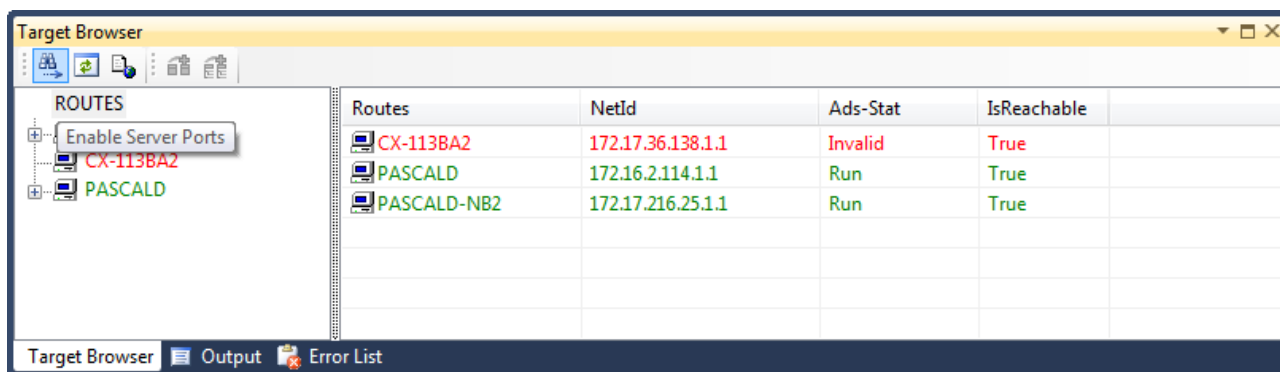 Target Browser
ROUTES
Enable Server Ports
CX-113BA2
PASCALD
Routes NetId Ads-Stat IsReachable
CX-113BA2 172.17.36.138.1.1 Invalid True
PASCALD 172.16.2.114.1.1 Run True
PASCALD-NB2 172.17.216.25.1.1 Run True
Target Browser Output Error List